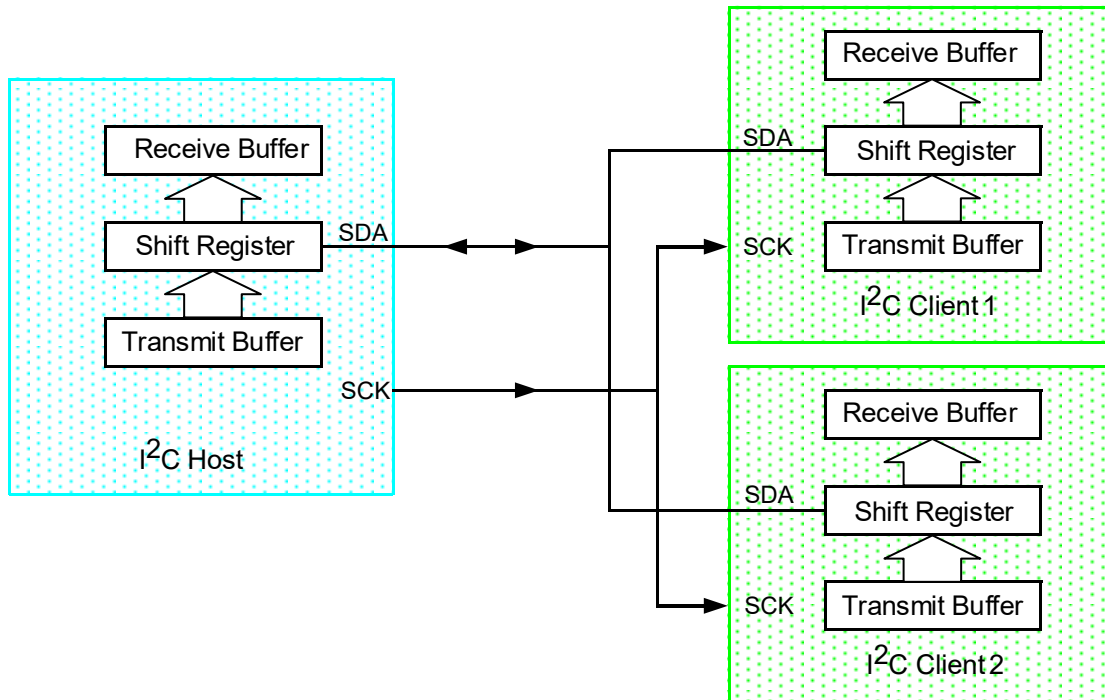 Receive Buffer
Shift Register
SDA
Transmit Buffer
SCK
I²C Host
Receive Buffer
SDA
Shift Register
SCK
Transmit Buffer
I²C Client 1
Receive Buffer
SDA
Shift Register
SCK
Transmit Buffer
I²C Client 2